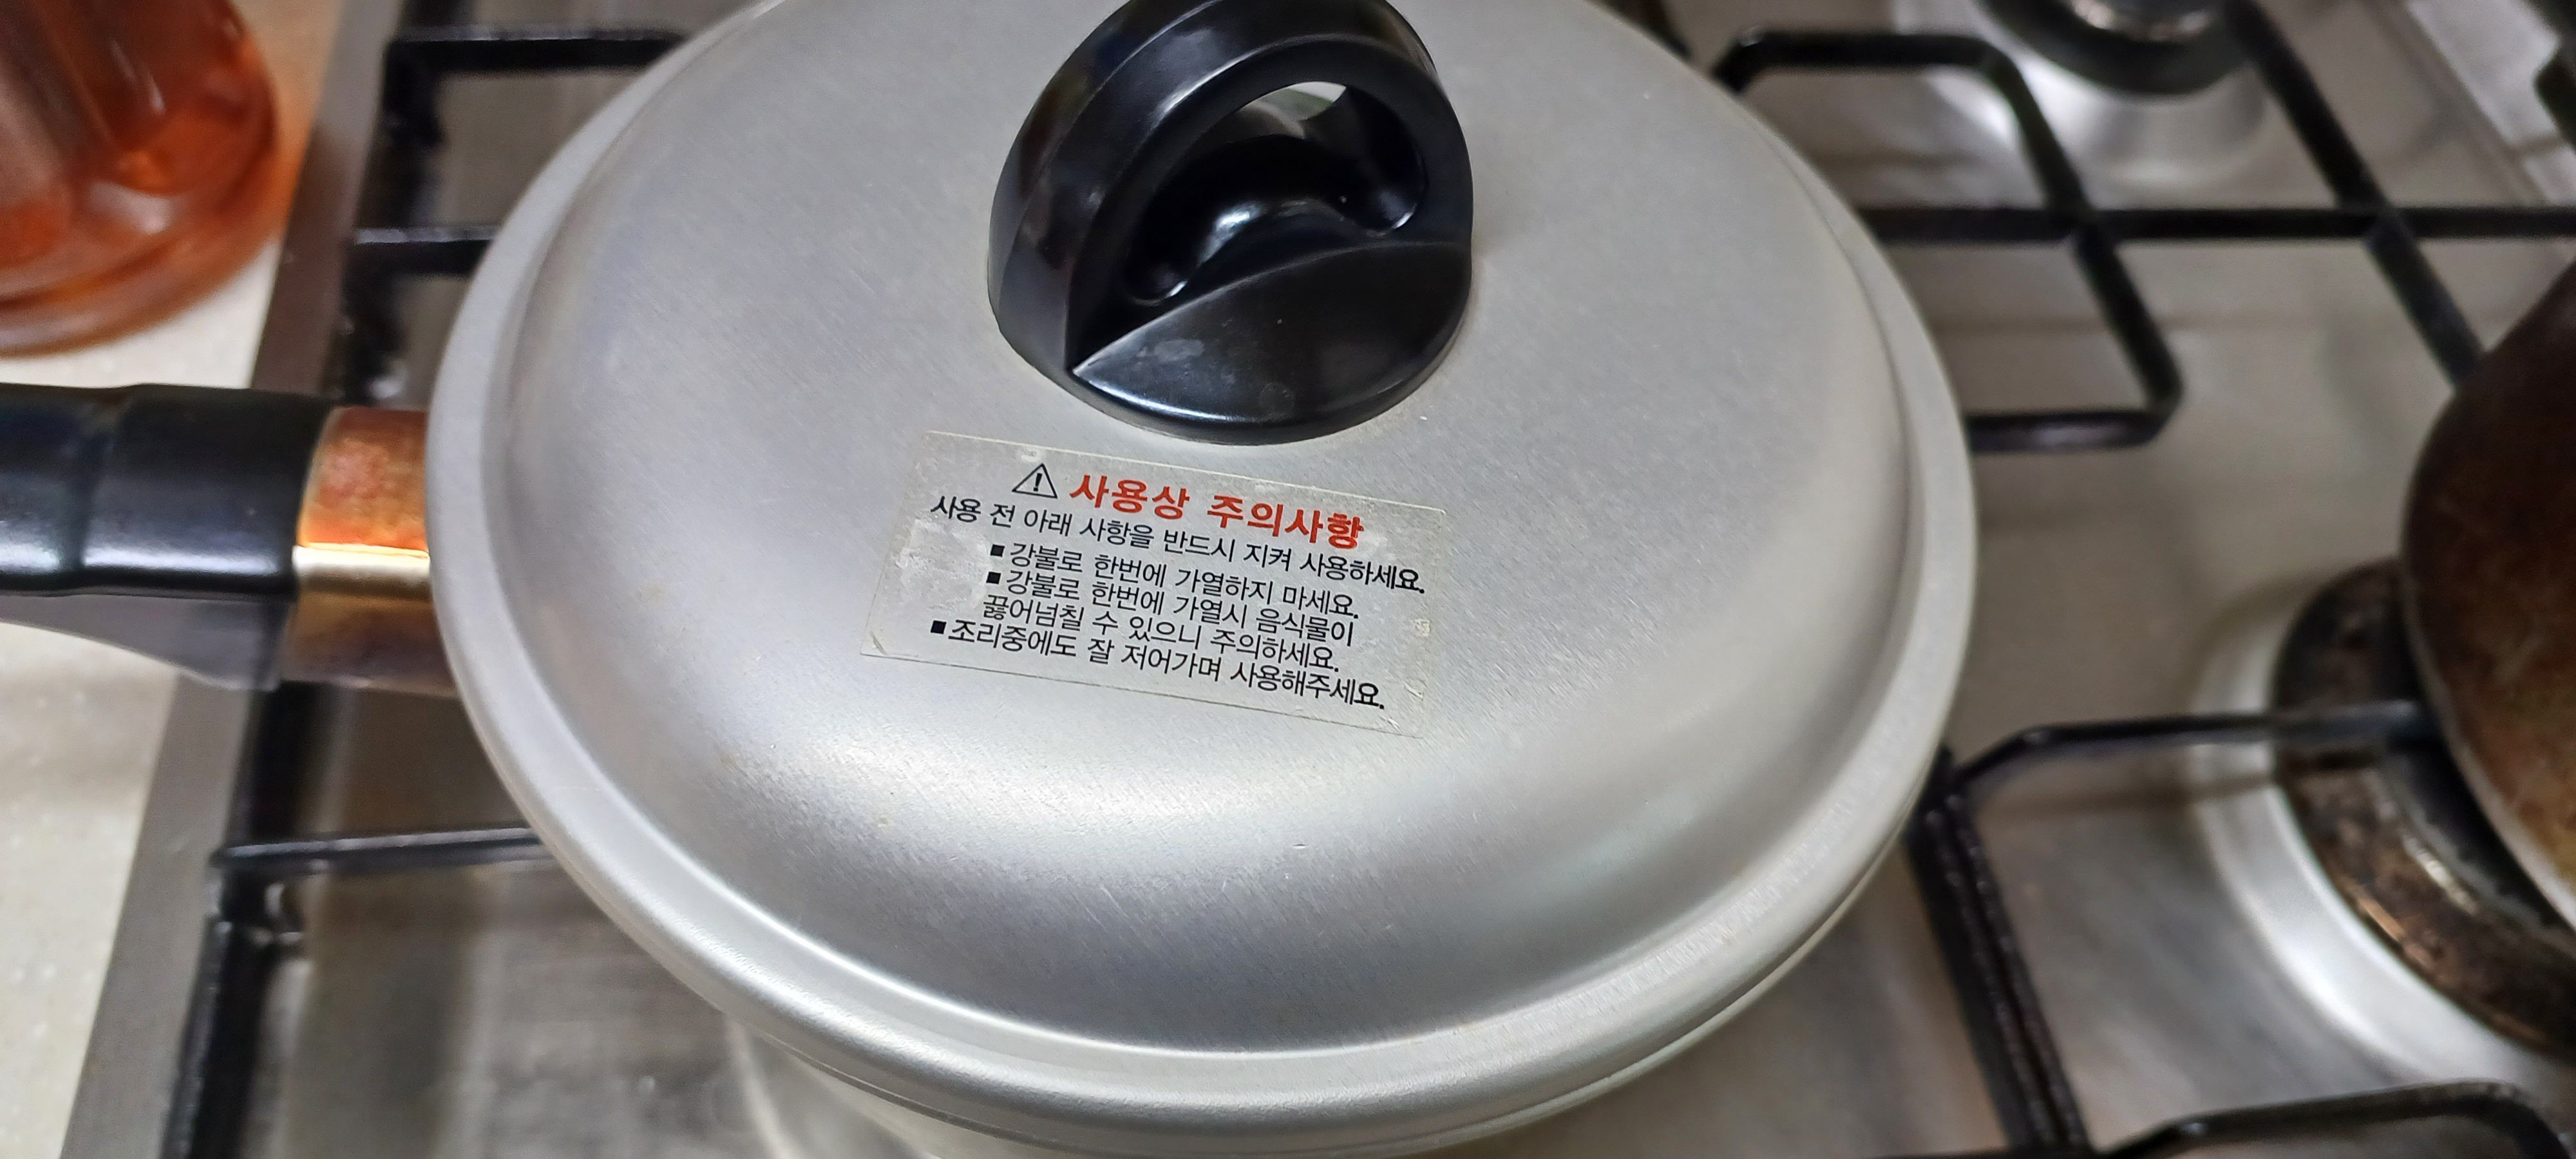 사용상 주의사항
사용 전 아래 사항을 반드시 지켜 사용하세요.
■ 강불로 한번에 가열하지 마세요.
■ 강불로 한번에 가열시 음식물이
끓어넘칠 수 있으니 주의하세요.
■ 조리중에도 잘 저어가며 사용해주세요.